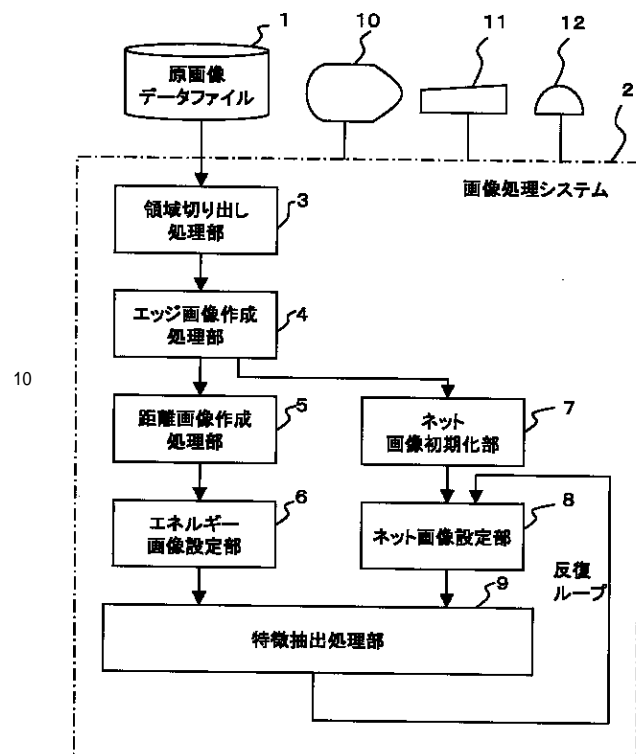 1
10
11
12
原画像
データファイル
2
画像処理システム
領域切り出し
処理部
3
エッジ画像作成
処理部
4
10
距離画像作成
処理部
5
ネット
画像初期化部
7
エネルギー
画像設定部
6
ネット画像設定部
8
反復
ループ
特徴抽出処理部
9